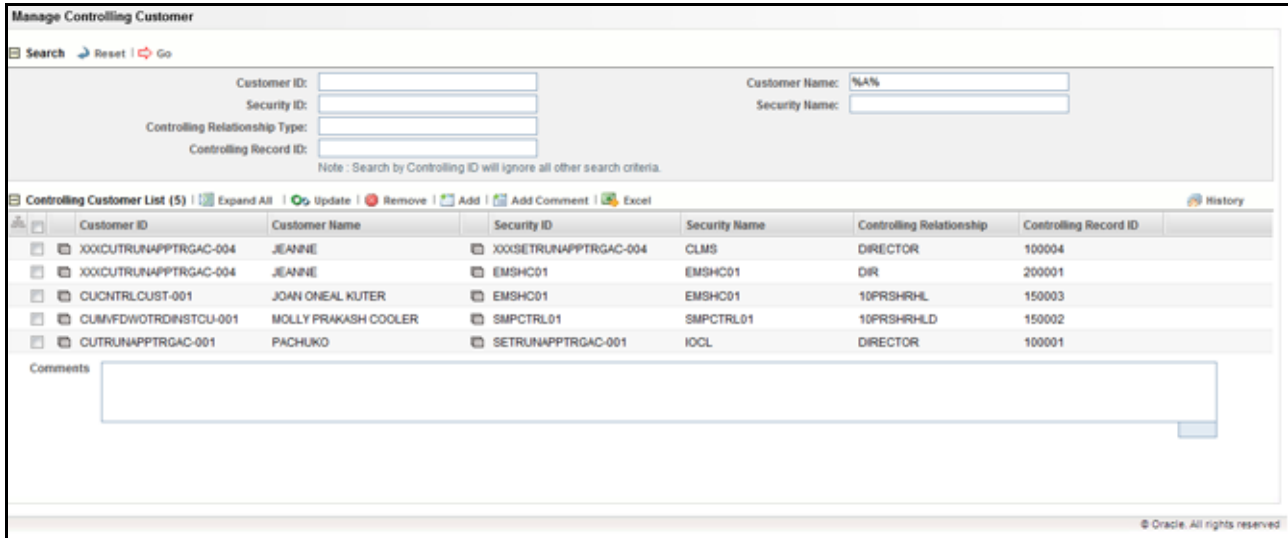 Manage Controlling Customer
Search Reset | Go
Customer ID: Customer Name: %A%
Security ID: Security Name:
Controlling Relationship Type:
Controlling Record ID:
Note : Search by Controlling ID will ignore all other search criteria.
Controlling Customer List (5) | Expand All | Update | Remove | Add | Add Comment | Excel History
Customer ID Customer Name Security ID Security Name Controlling Relationship Controlling Record ID
XXXCUTRUNAPPTRGAC-004 JEANNE XXXSETRUNAPPTRGAC-004 CLMS DIRECTOR 100004
XXXCUTRUNAPPTRGAC-004 JEANNE EMSHC01 EMSHC01 DIR 200001
CUCNTRLCUST-001 JOAN ONEAL KUTER EMSHC01 EMSHC01 10PRSHRHL 150003
CUMVFDWOTRDINSTCU-001 MOLLY PRAKASH COOLER SMPCTRL01 SMPCTRL01 10PRSHRHLD 150002
CUTRUNAPPTRGAC-001 PACHUKO SETRUNAPPTRGAC-001 IOCL DIRECTOR 100001
Comments
© Oracle. All rights reserved